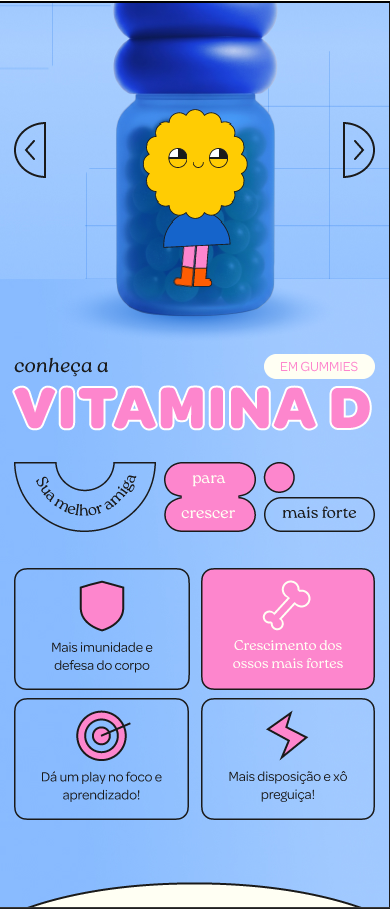 conheça a
EM GUMMIES
VITAMINA D
Sua melhor amiga
para
crescer
mais forte
Mais imunidade e
defesa do corpo
Crescimento dos
ossos mais fortes
Dá um play no foco e
aprendizado!
Mais disposição e xô
preguiça!